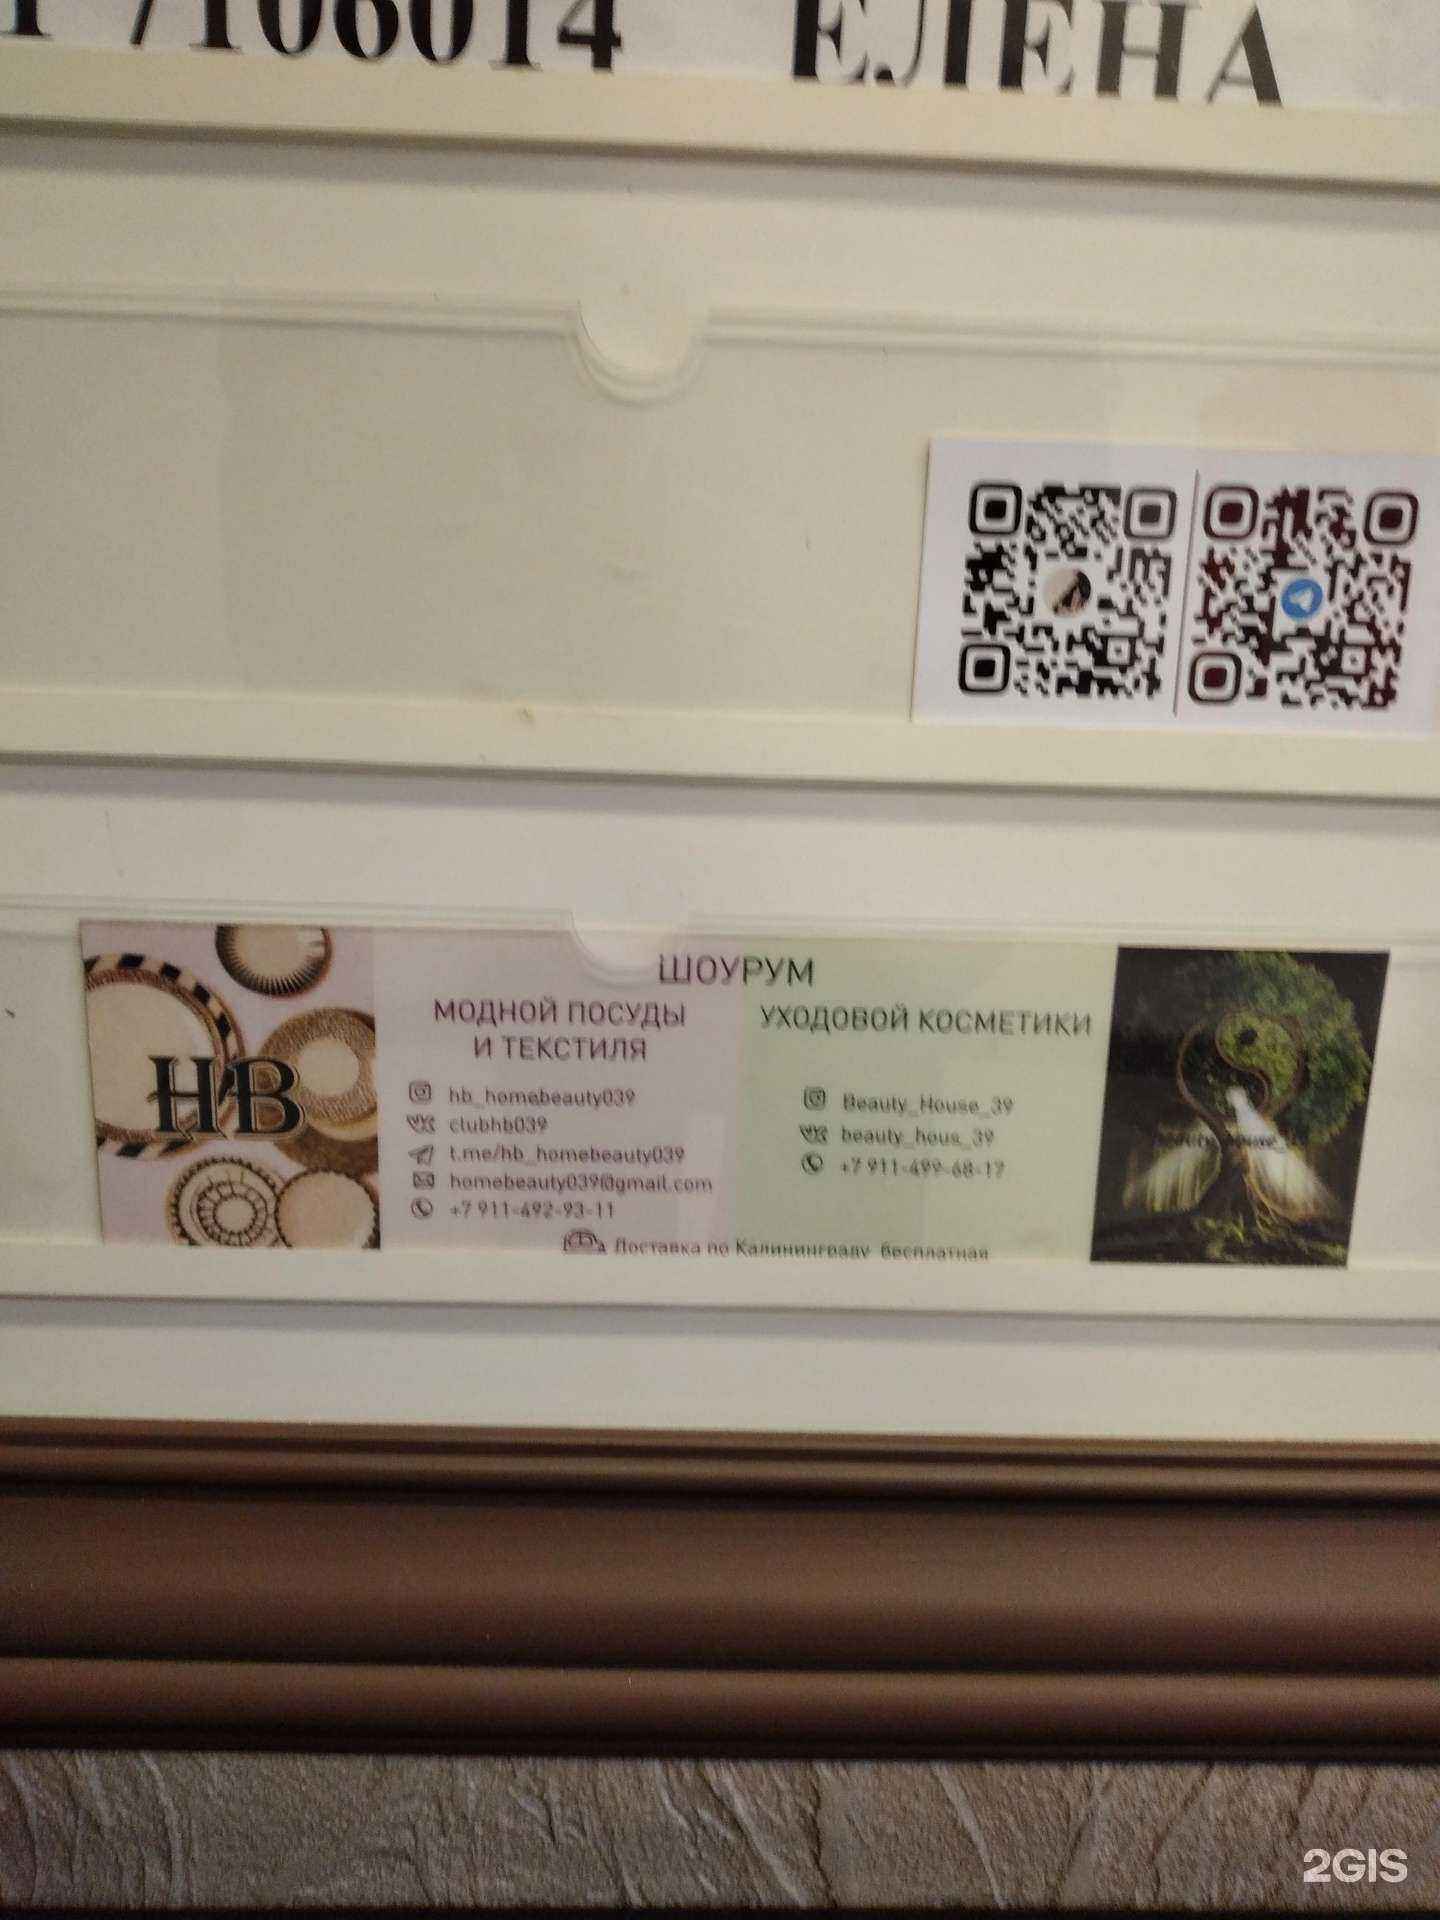 7106014 ЕЛЕНА
ШОУРУМ
МОДНОЙ ПОСУДЫ
И ТЕКСТИЛЯ
HB
hb_homebeauty039
clubhb039
t.me/hb_homebeauty039
homebeauty039@gmail.com
+7 911-492-93-11
УХОДОВОЙ КОСМЕТИКИ
Beauty_House_39
beauty_hous_39
+7 911-499-68-17
Доставка по Калининграду бесплатная
2GIS